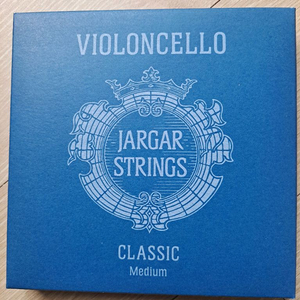 VIOLONCELLO
JARGAR
STRINGS
CLASSIC
Medium